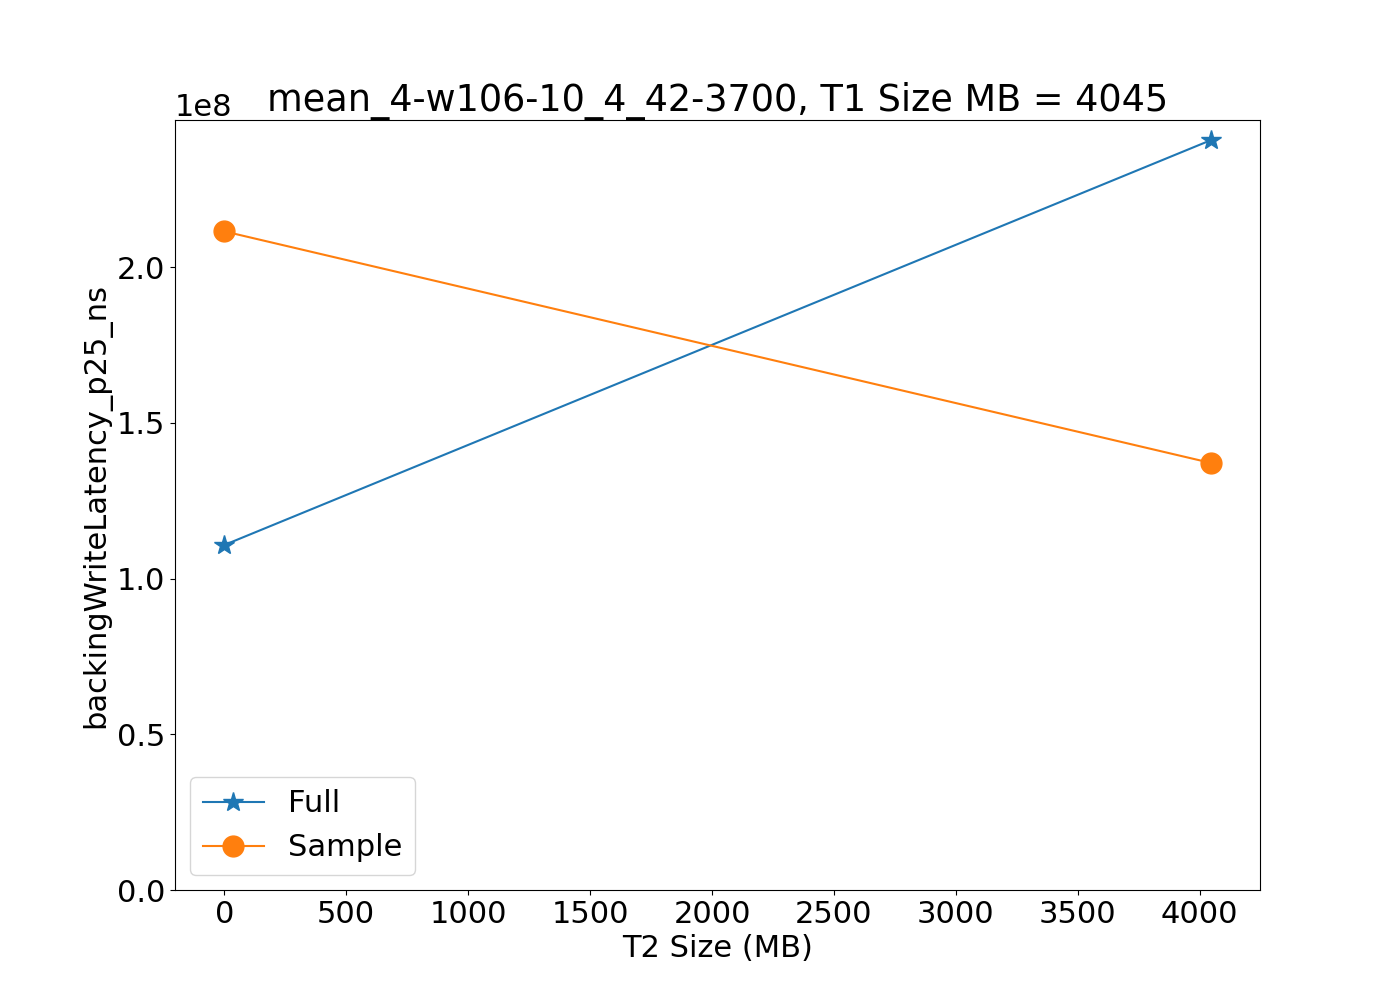 1e8 mean_4-w106-10_4_42-3700, T1 Size MB = 4045
backingWriteLatency_p25_ns
2.0
1.5
1.0
0.5
0.0
Full
Sample
0 500 1000 1500 2000 2500 3000 3500 4000
T2 Size (MB)